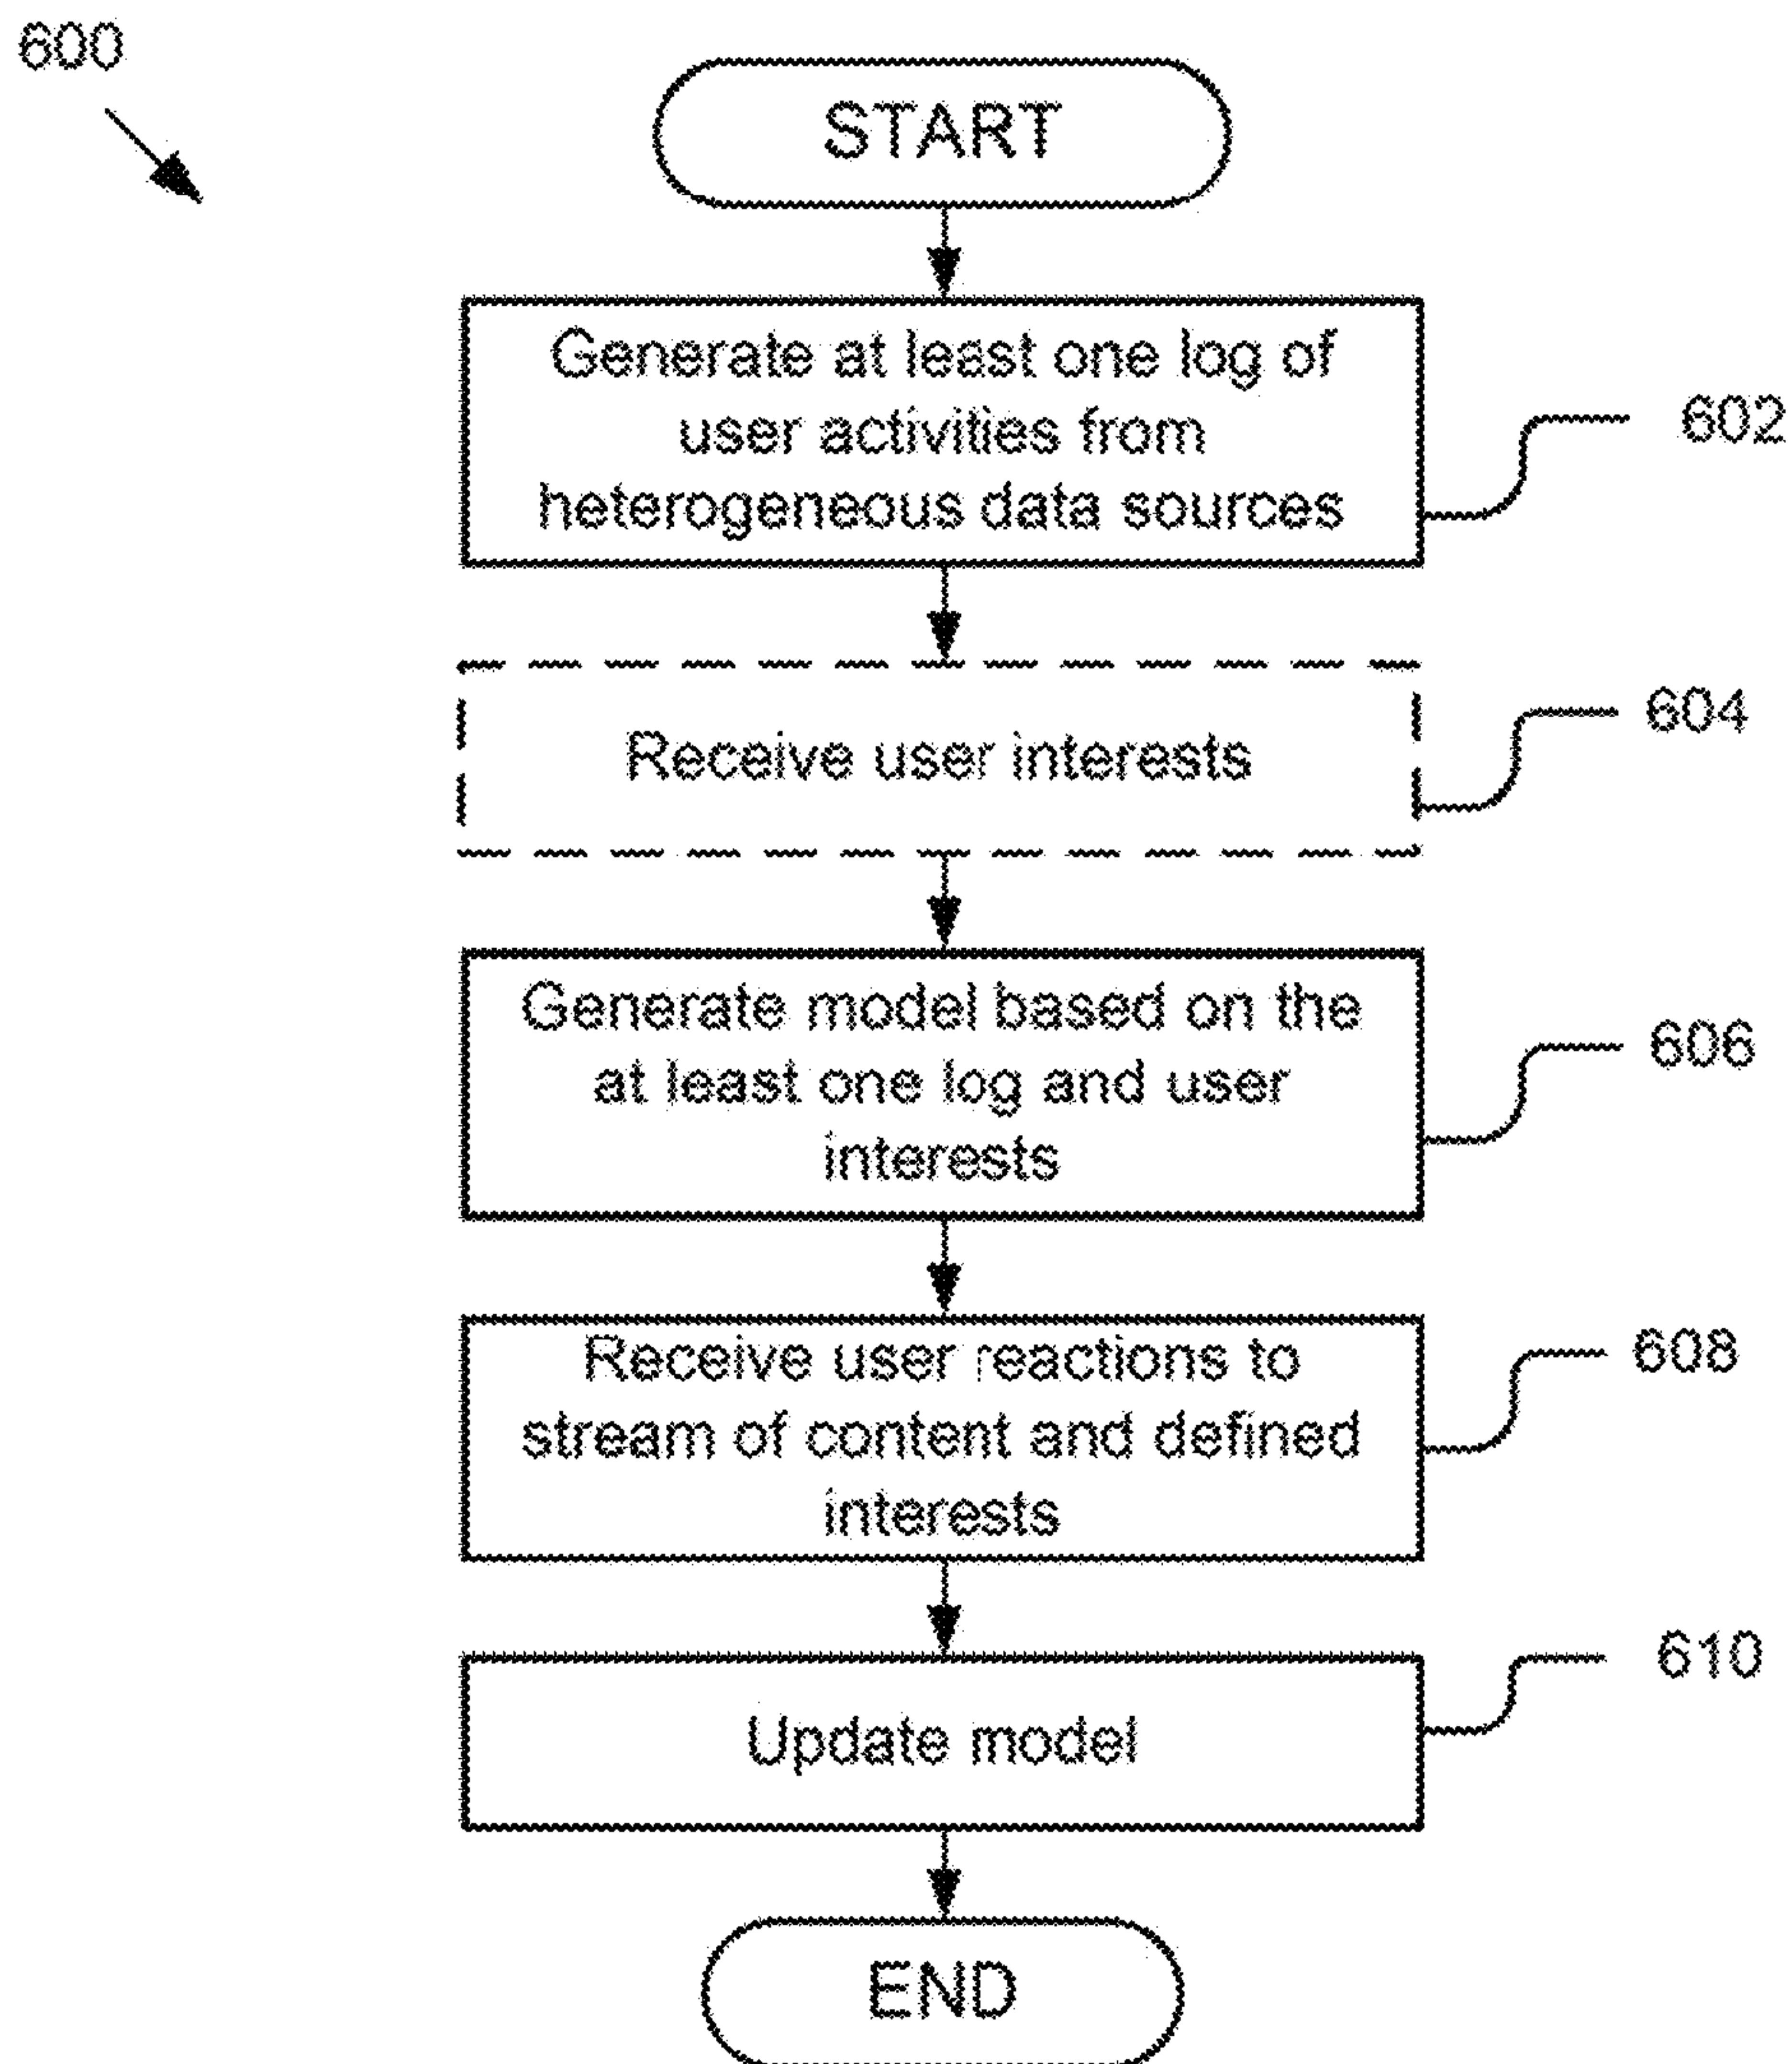 600
START
Generate at least one log of
user activities from
heterogeneous data sources
602
Receive user interests
604
Generate model based on the
at least one log and user
interests
606
Receive user reactions to
stream of content and defined
interests
608
Update model
610
END